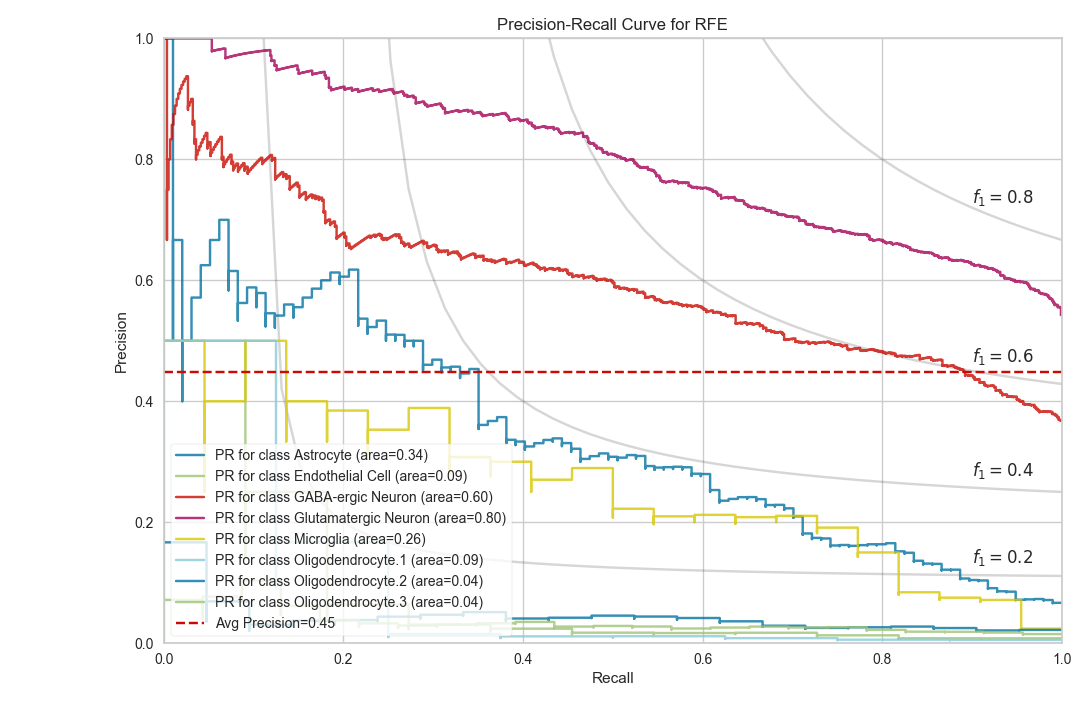 Precision-Recall Curve for RFE
1.0
0.8
0.6
0.4
0.2
0.0
Precision
f1 = 0.8
f1 = 0.6
f1 = 0.4
f1 = 0.2
PR for class Astrocyte (area=0.34)
PR for class Endothelial Cell (area=0.09)
PR for class GABA-ergic Neuron (area=0.60)
PR for class Glutamatergic Neuron (area=0.80)
PR for class Microglia (area=0.26)
PR for class Oligodendrocyte.1 (area=0.09)
PR for class Oligodendrocyte.2 (area=0.04)
PR for class Oligodendrocyte.3 (area=0.04)
Avg Precision=0.45
0.0 0.2 0.4 0.6 0.8 1.0
Recall